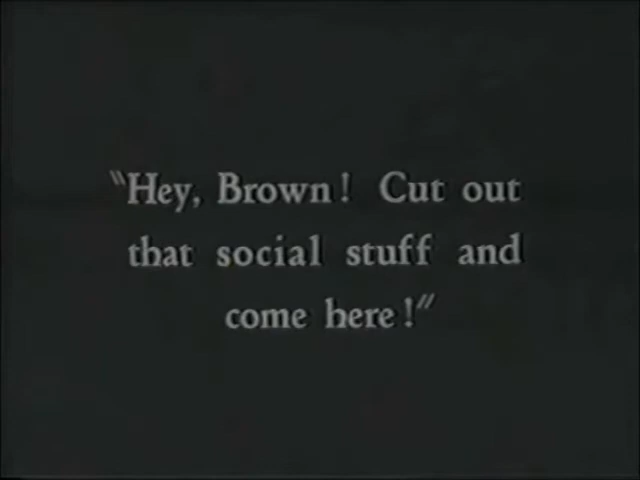 "Hey, Brown! Cut out
that social stuff and
come here!"